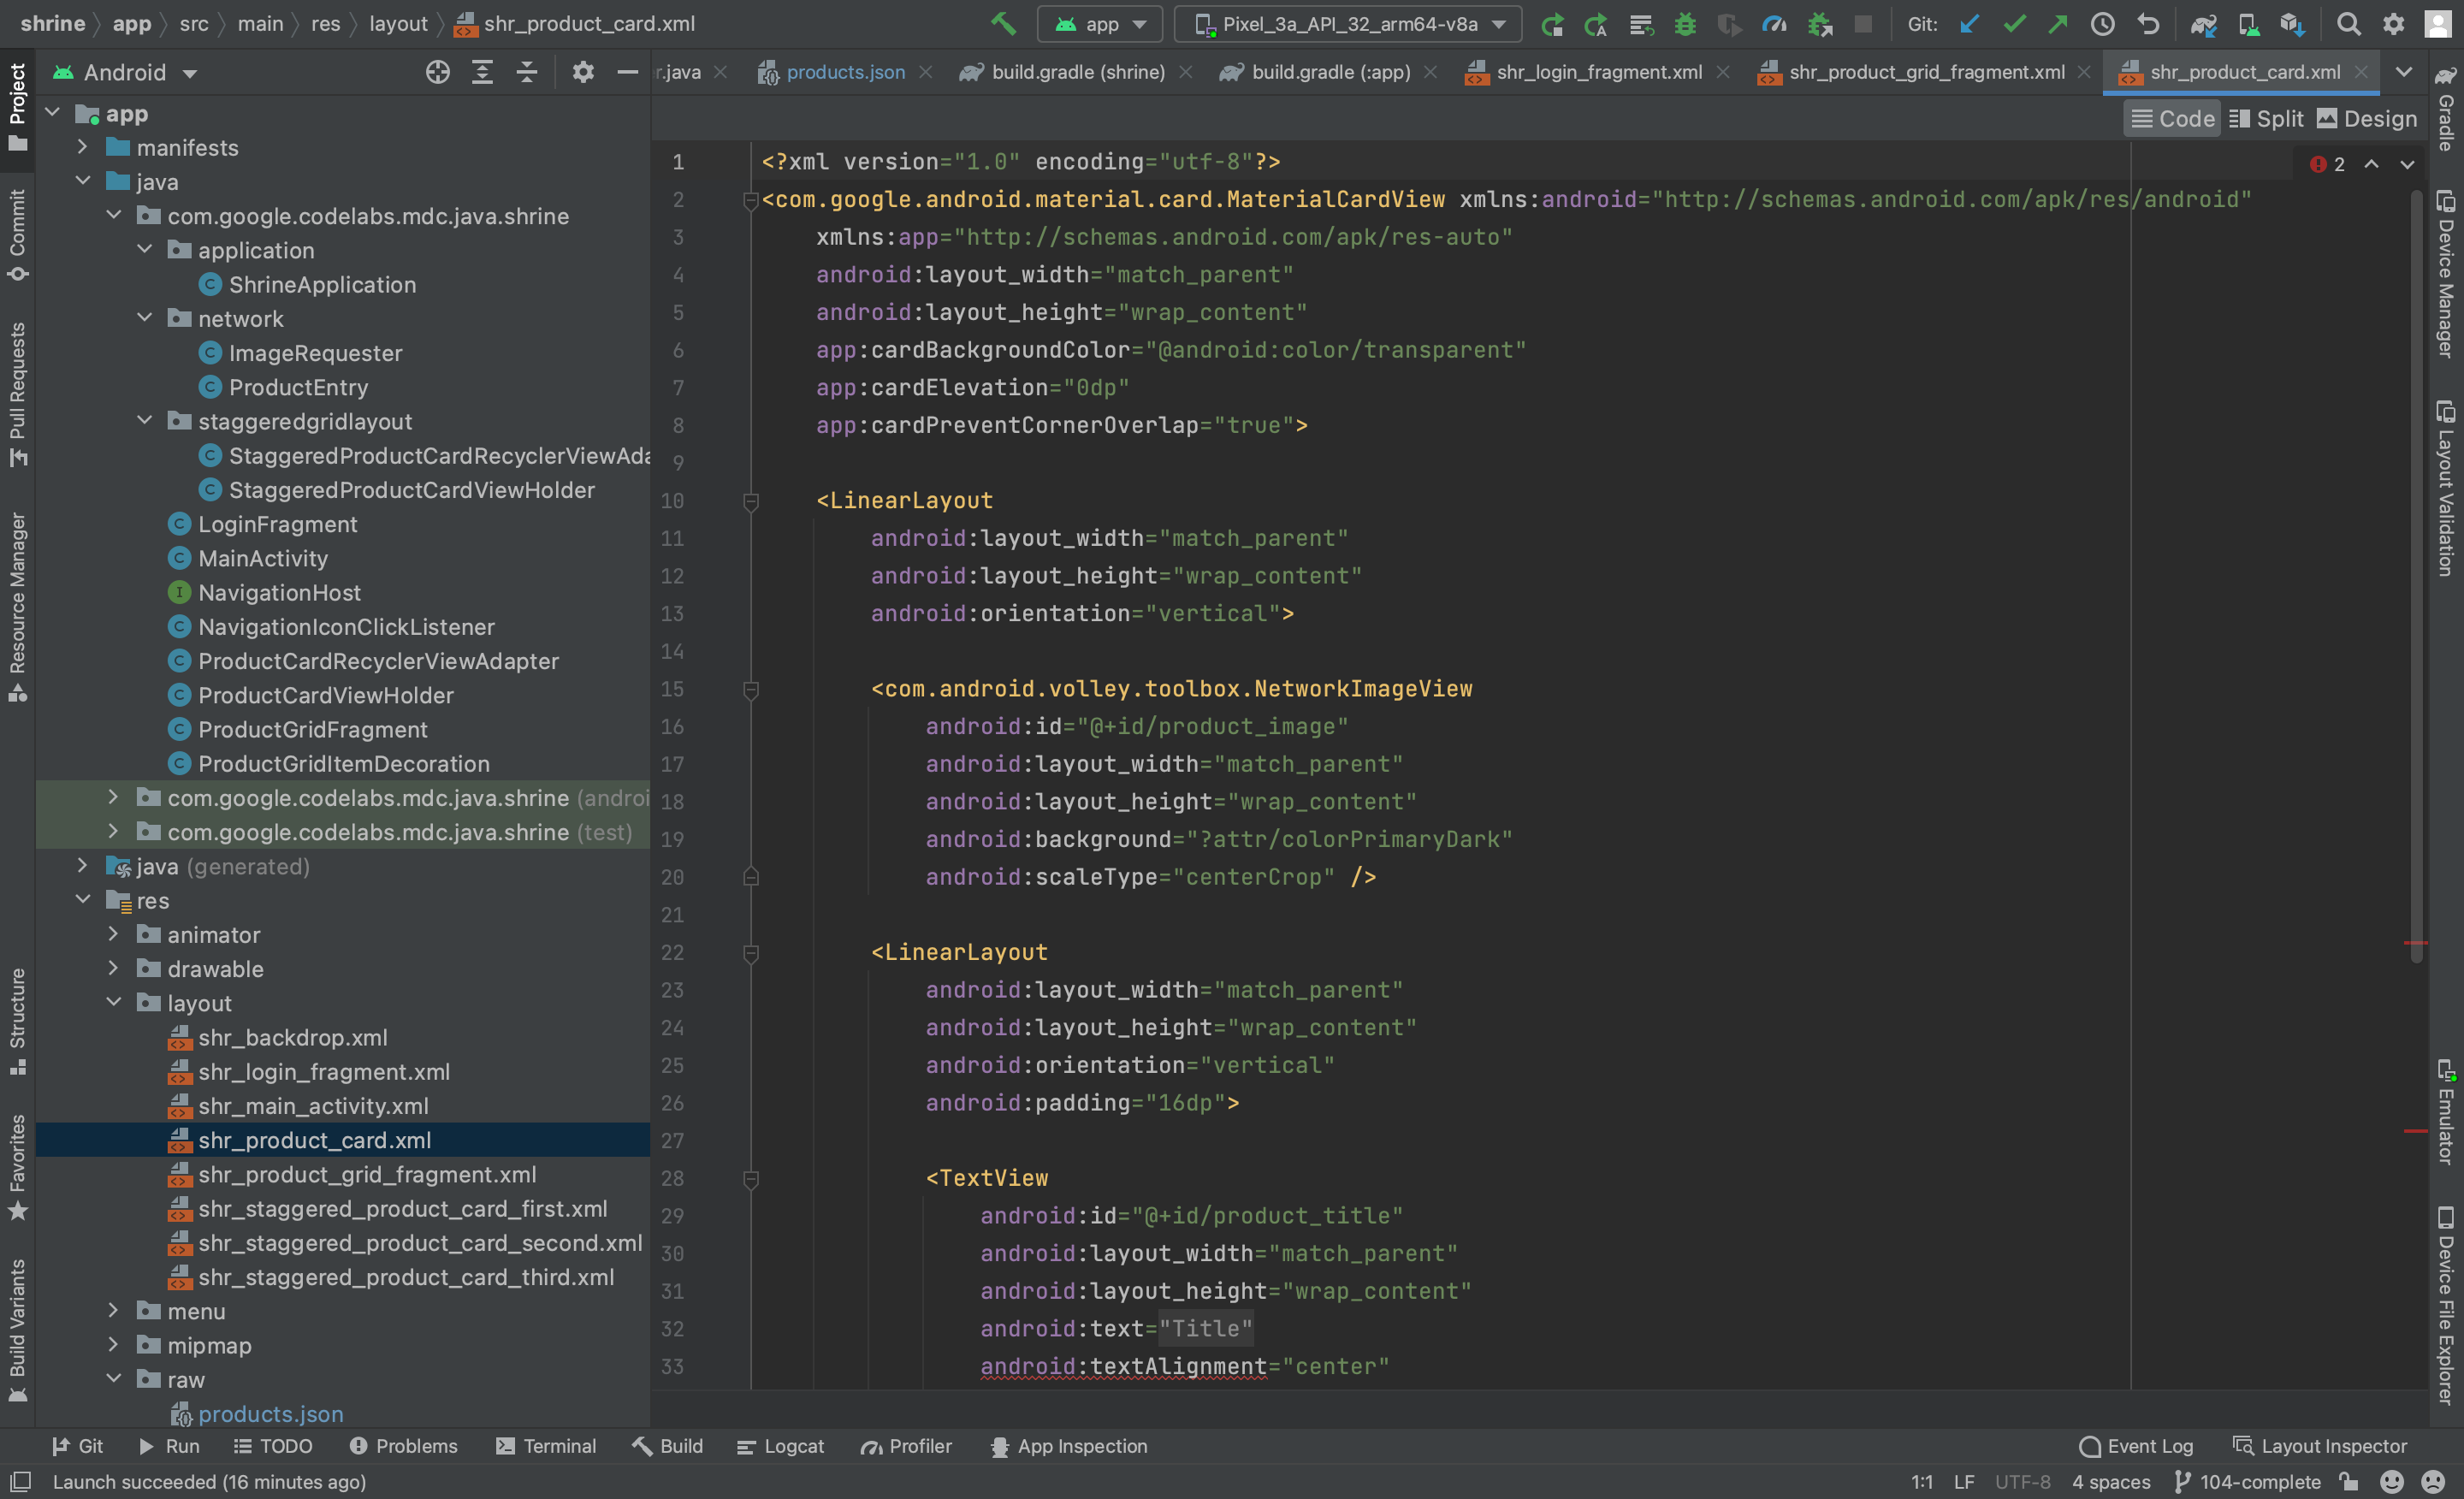 shrine app src main res layout shr_product_card.xml app Pixel_3a_API_32_arm64-v8a Git:
Project
Commit
Pull Requests
Resource Manager
Structure
Favorites
Build Variants
Android
app
manifests
java
com.google.codelabs.mdc.java.shrine
application
ShrineApplication
network
ImageRequester
ProductEntry
staggeredgridlayout
StaggeredProductCardRecyclerViewAda
StaggeredProductCardViewHolder
LoginFragment
MainActivity
NavigationHost
NavigationIconClickListener
ProductCardRecyclerViewAdapter
ProductCardViewHolder
ProductGridFragment
ProductGridItemDecoration
com.google.codelabs.mdc.java.shrine (androi
com.google.codelabs.mdc.java.shrine (test)
java (generated)
res
animator
drawable
layout
shr_backdrop.xml
shr_login_fragment.xml
shr_main_activity.xml
shr_product_card.xml
shr_product_grid_fragment.xml
shr_staggered_product_card_first.xml
shr_staggered_product_card_second.xml
shr_staggered_product_card_third.xml
menu
mipmap
raw
products.json
r.java products.json build.gradle (shrine) build.gradle (:app) shr_login_fragment.xml shr_product_grid_fragment.xml shr_product_card.xml
Code Split Design
2
1 <?xml version="1.0" encoding="utf-8"?>
2 <com.google.android.material.card.MaterialCardView xmlns:android="http://schemas.android.com/apk/res/android"
3 xmlns:app="http://schemas.android.com/apk/res-auto"
4 android:layout_width="match_parent"
5 android:layout_height="wrap_content"
6 app:cardBackgroundColor="@android:color/transparent"
7 app:cardElevation="0dp"
8 app:cardPreventCornerOverlap="true">
9
10 <LinearLayout
11 android:layout_width="match_parent"
12 android:layout_height="wrap_content"
13 android:orientation="vertical">
14
15 <com.android.volley.toolbox.NetworkImageView
16 android:id="@+id/product_image"
17 android:layout_width="match_parent"
18 android:layout_height="wrap_content"
19 android:background="?attr/colorPrimaryDark"
20 android:scaleType="centerCrop" />
21
22 <LinearLayout
23 android:layout_width="match_parent"
24 android:layout_height="wrap_content"
25 android:orientation="vertical"
26 android:padding="16dp">
27
28 <TextView
29 android:id="@+id/product_title"
30 android:layout_width="match_parent"
31 android:layout_height="wrap_content"
32 android:text="Title"
33 android:textAlignment="center"
Gradle
Device Manager
Layout Validation
Emulator
Device File Explorer
Git Run TODO Problems Terminal Build Logcat Profiler App Inspection Event Log Layout Inspector
Launch succeeded (16 minutes ago) 1:1 LF UTF-8 4 spaces 104-complete